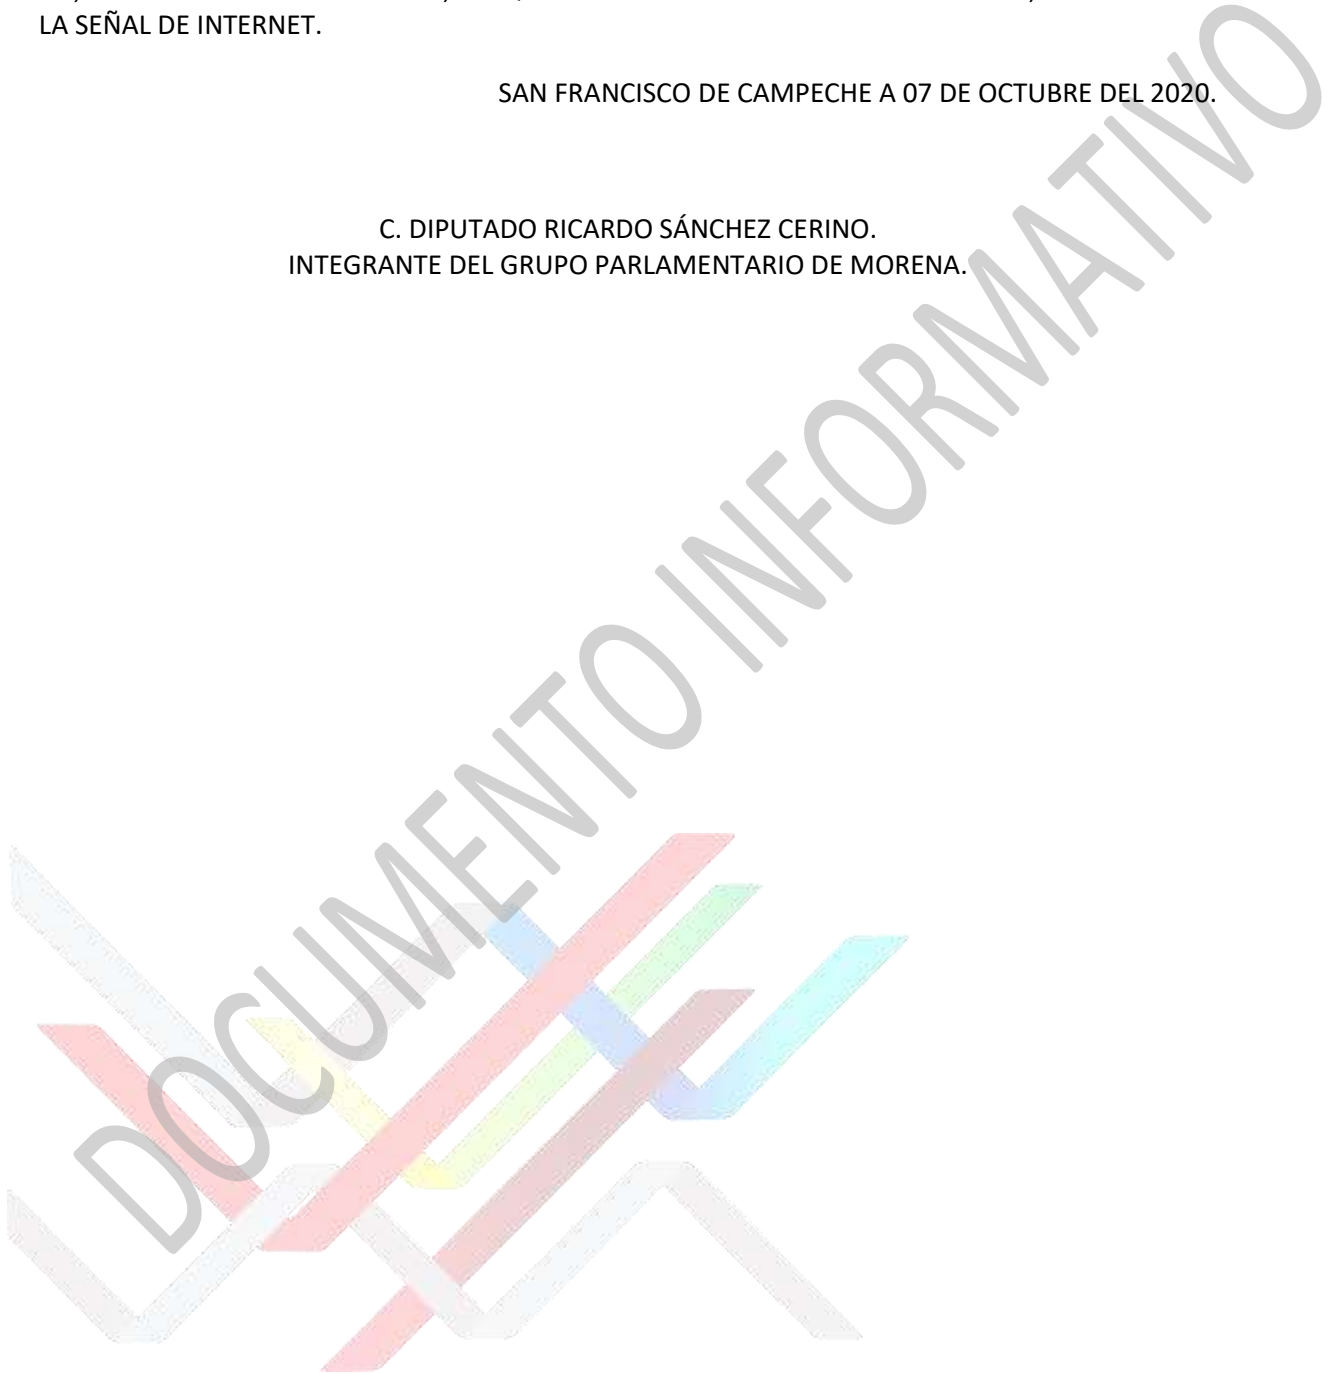 LA SEÑAL DE INTERNET.
SAN FRANCISCO DE CAMPECHE A 07 DE OCTUBRE DEL 2020.
C. DIPUTADO RICARDO SÁNCHEZ CERINO.
INTEGRANTE DEL GRUPO PARLAMENTARIO DE MORENA.
DOCUMENTO INFORMATIVO